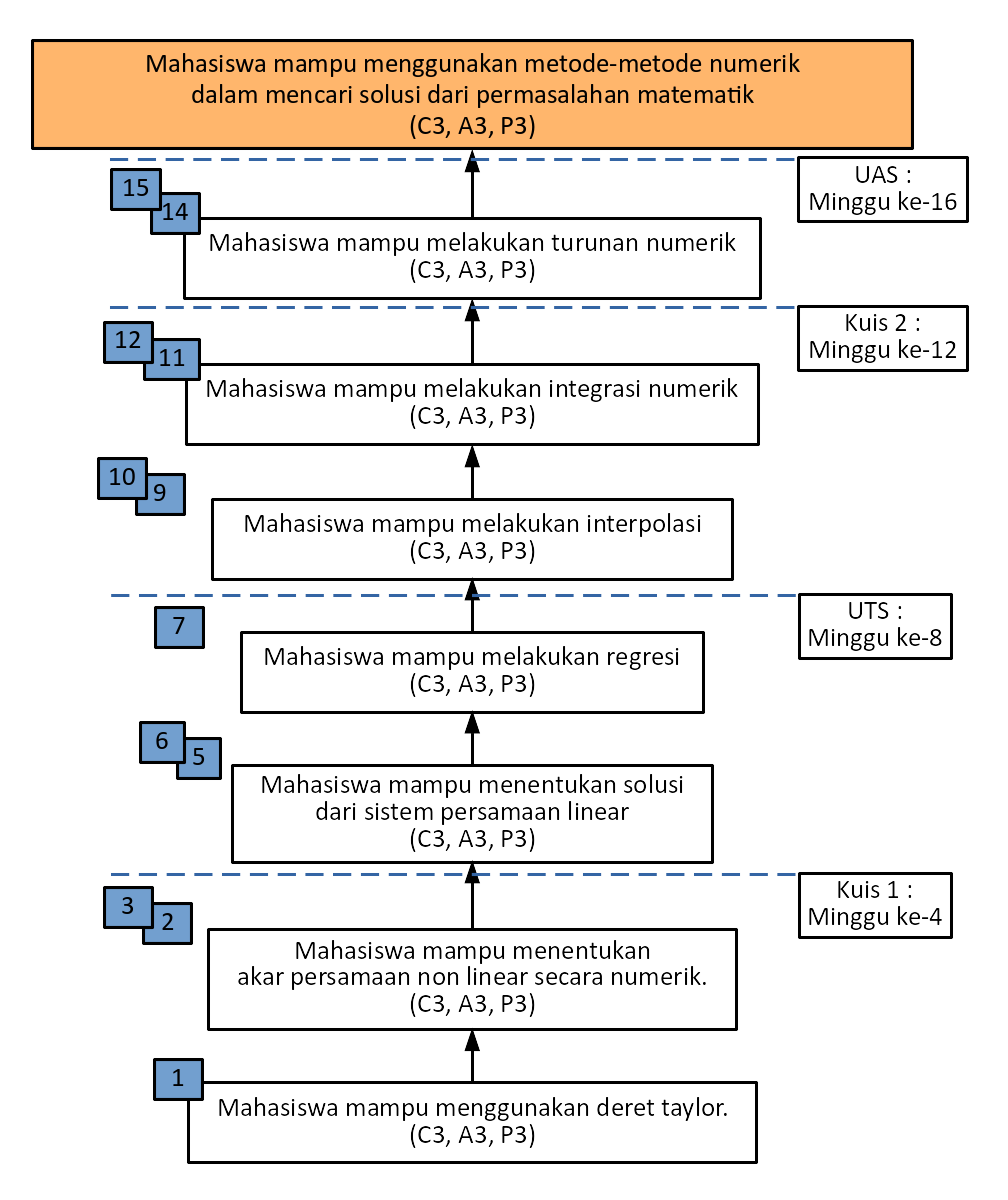 Mahasiswa mampu menggunakan metode-metode numerik
dalam mencari solusi dari permasalahan matematik
(C3, A3, P3)
UAS :
Minggu ke-16
15
14
Mahasiswa mampu melakukan turunan numerik
(C3, A3, P3)
Kuis 2 :
Minggu ke-12
12
11
Mahasiswa mampu melakukan integrasi numerik
(C3, A3, P3)
10
9
Mahasiswa mampu melakukan interpolasi
(C3, A3, P3)
UTS :
Minggu ke-8
7
Mahasiswa mampu melakukan regresi
(C3, A3, P3)
6
5
Mahasiswa mampu menentukan solusi
dari sistem persamaan linear
(C3, A3, P3)
Kuis 1 :
Minggu ke-4
3
2
Mahasiswa mampu menentukan
akar persamaan non linear secara numerik.
(C3, A3, P3)
1
Mahasiswa mampu menggunakan deret taylor.
(C3, A3, P3)